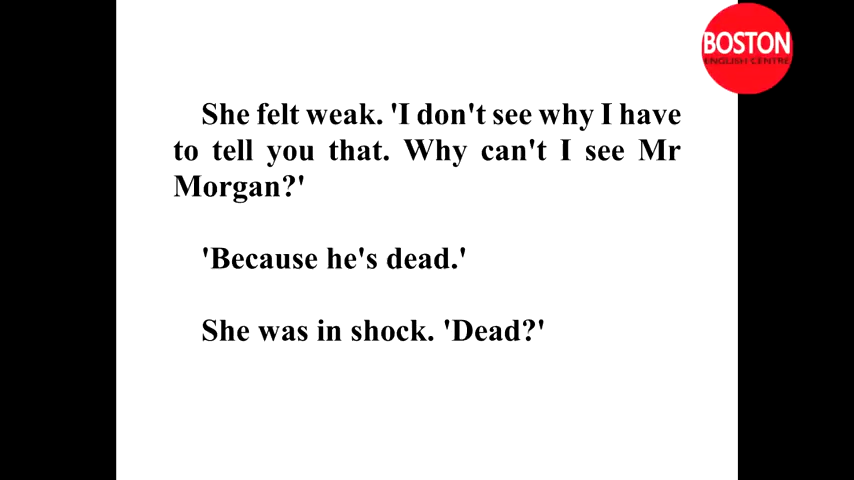 BOSTON
ENGLISH CENTRE
She felt weak. 'I don't see why I have
to tell you that. Why can't I see Mr
Morgan?'
'Because he's dead.'
She was in shock. 'Dead?'